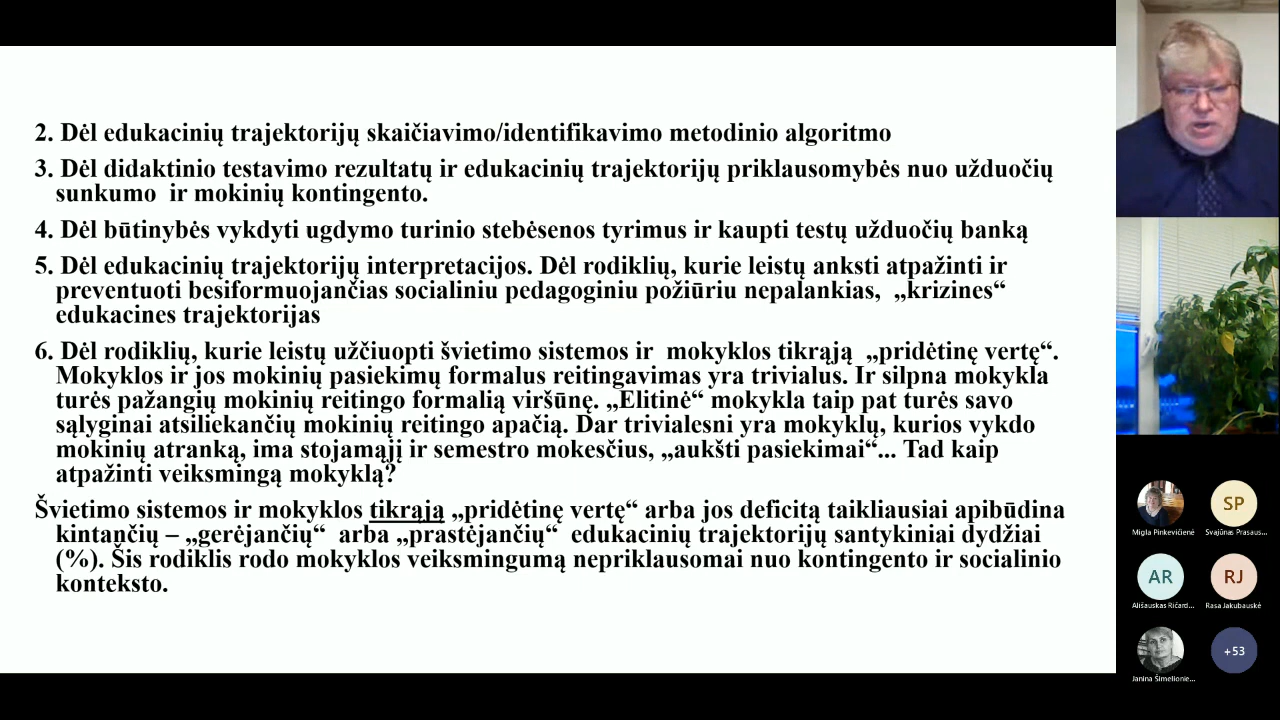 2. Dėl edukacinių trajektorijų skaičiavimo/identifikavimo metodinio algoritmo
3. Dėl didaktinio testavimo rezultatų ir edukacinių trajektorijų priklausomybės nuo užduočių
sunkumo ir mokinių kontingento.
4. Dėl būtinybės vykdyti ugdymo turinio stebėsenos tyrimus ir kaupti testų užduočių banką
5. Dėl edukacinių trajektorijų interpretacijos. Dėl rodiklių, kurie leistų anksti atpažinti ir
preventuoti besiformuojančias socialiniu pedagoginiu požiūriu nepalankias, „krizines“
edukacines trajektorijas
6. Dėl rodiklių, kurie leistų užčiuopti švietimo sistemos ir mokyklos tikrąją „pridėtinę vertę“.
Mokyklos ir jos mokinių pasiekimų formalus reitingavimas yra trivialus. Ir silpna mokykla
turės pažangių mokinių reitingo formalią viršūnę. „Elitinė“ mokykla taip pat turės savo
sąlyginai atsiliekančių mokinių reitingo apačią. Dar trivialesni yra mokyklų, kurios vykdo
mokinių atranką, ima stojamąjį ir semestro mokesčius, „aukšti pasiekimai“... Tad kaip
atpažinti veiksmingą mokyklą?
Švietimo sistemos ir mokyklos tikrąją „pridėtinę vertę“ arba jos deficitą taikliausiai apibūdina
kintančių – „gerėjančių“ arba „prastėjančių“ edukacinių trajektorijų santykiniai dydžiai
(%). Šis rodiklis rodo mokyklos veiksmingumą nepriklausomai nuo kontingento ir socialinio
konteksto.
Migla Pinkevičienė
SP
Svajūnas Prasaus...
AR
Ališauskas Ričard...
RJ
Rasa Jakubauskė
Janina Šimelionie...
+53